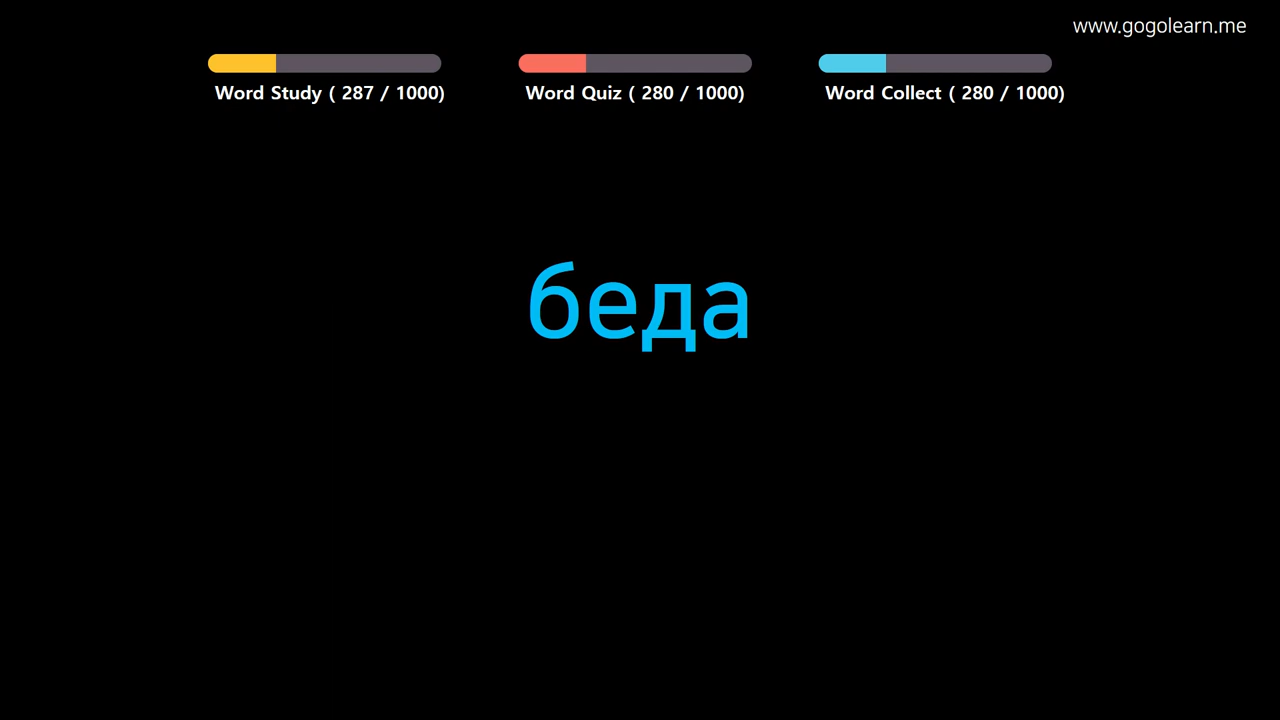 www.gogolearn.me
Word Study ( 287 / 1000)
Word Quiz ( 280 / 1000)
Word Collect ( 280 / 1000)
беда